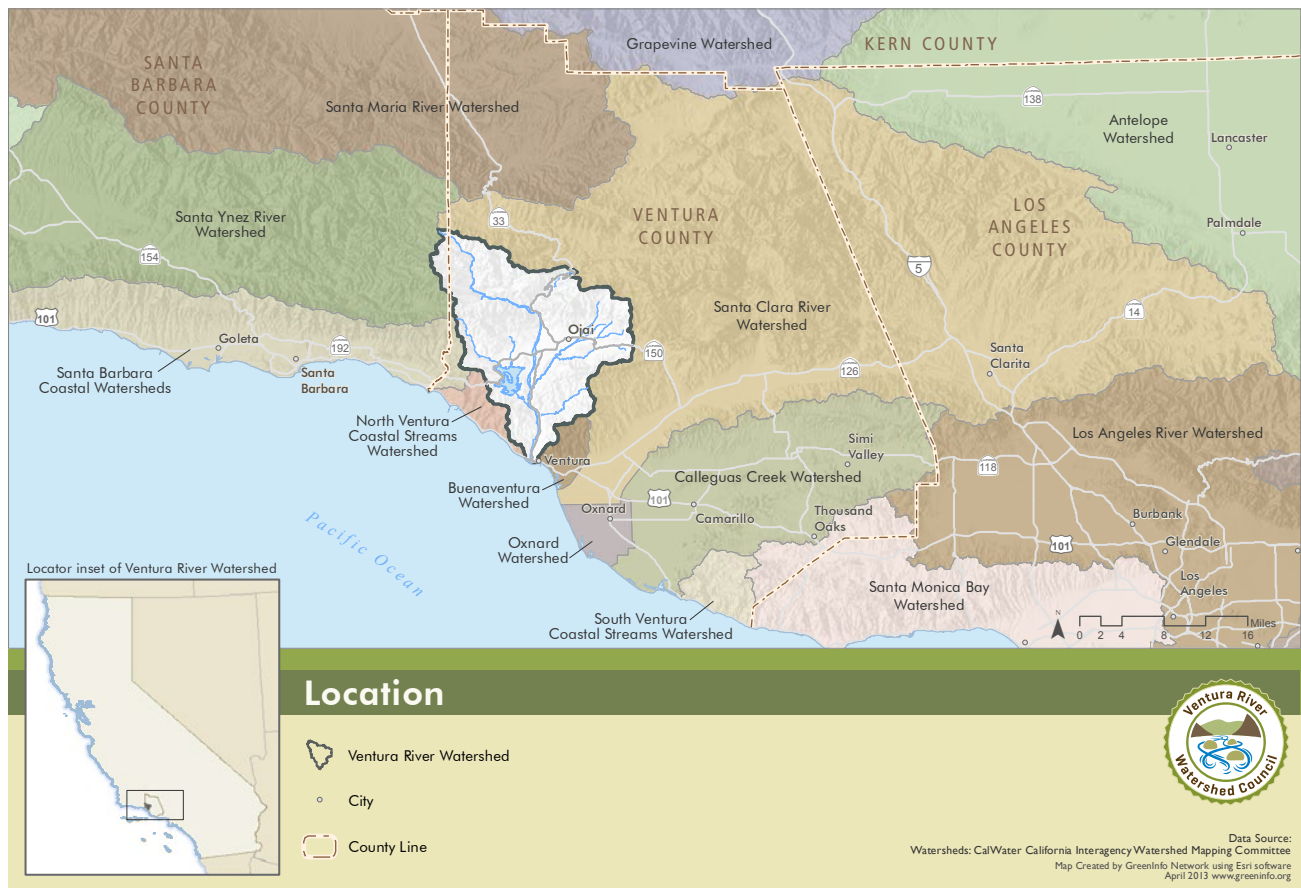 Grapevine Watershed
KERN COUNTY
SANTA
BARBARA
COUNTY
Santa Maria River Watershed
138
Antelope
Watershed
Lancaster
Santa Ynez River
Watershed
33
VENTURA
COUNTY
LOS
ANGELES
COUNTY
Palmdale
154
5
101
Santa Clara River
Watershed
14
Goleta
192
Ojai
150
126
Santa
Clarita
Santa Barbara
Coastal Watersheds
Santa
Barbara
North Ventura
Coastal Streams
Watershed
Simi
Valley
Los Angeles River Watershed
Ventura
118
Calleguas Creek Watershed
Buenaventura
Watershed
101
Oxnard
Camarillo
Thousand
Oaks
Burbank
Pacific Ocean
Oxnard
Watershed
101
Glendale
Los
Angeles
Santa Monica Bay
Watershed
South Ventura
Coastal Streams Watershed
N
Miles
0 2 4 8 12 16
Locator inset of Ventura River Watershed
Location
Ventura River Watershed
City
County Line
Ventura River
Watershed Council
Data Source:
Watersheds: CalWater California Interagency Watershed Mapping Committee
Map Created by GreenInfo Network using Esri software
April 2013 www.greeninfo.org